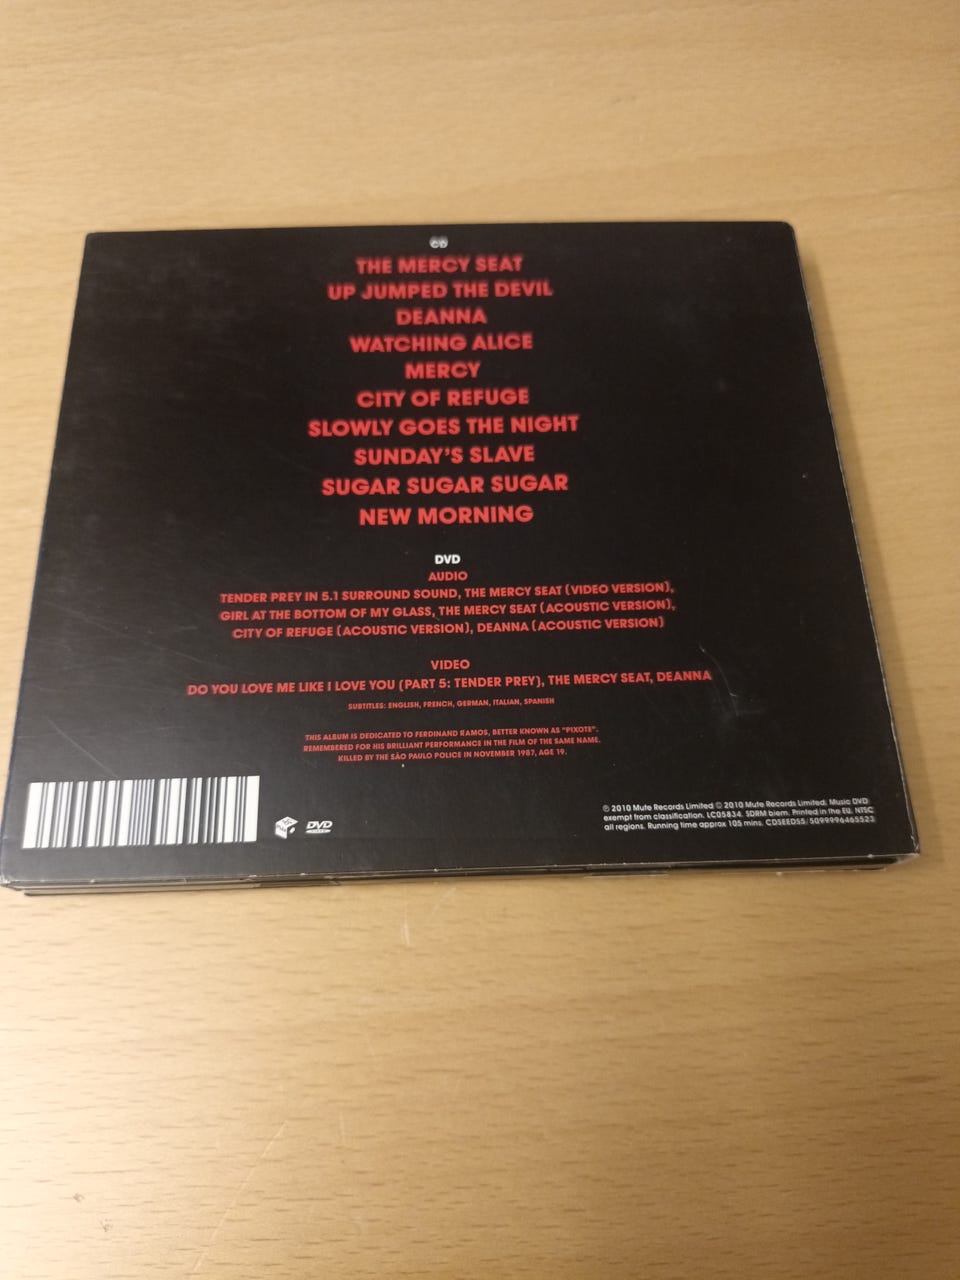 CD
THE MERCY SEAT
UP JUMPED THE DEVIL
DEANNA
WATCHING ALICE
MERCY
CITY OF REFUGE
SLOWLY GOES THE NIGHT
SUNDAY'S SLAVE
SUGAR SUGAR SUGAR
NEW MORNING
DVD
AUDIO
TENDER PREY IN 5.1 SURROUND SOUND, THE MERCY SEAT (VIDEO VERSION),
GIRL AT THE BOTTOM OF MY GLASS, THE MERCY SEAT (ACOUSTIC VERSION),
CITY OF REFUGE (ACOUSTIC VERSION), DEANNA (ACOUSTIC VERSION)
VIDEO
DO YOU LOVE ME LIKE I LOVE YOU (PART 5: TENDER PREY), THE MERCY SEAT, DEANNA
SUBTITLES: ENGLISH, FRENCH, GERMAN, ITALIAN, SPANISH
THIS ALBUM IS DEDICATED TO FERDINAND RAMOS, BETTER KNOWN AS "PIXOTE".
REMEMBERED FOR HIS BRILLIANT PERFORMANCE IN THE FILM OF THE SAME NAME.
KILLED BY THE SÃO PAULO POLICE IN NOVEMBER 1987, AGE 19.
DVD
℗ 2010 Mute Records Limited © 2010 Mute Records Limited. Music DVD
exempt from classification. LC05834. SDRM biem. Printed in the EU. NTSC
all regions. Running time approx 105 mins. CDSEEDS5/ 5099996465523